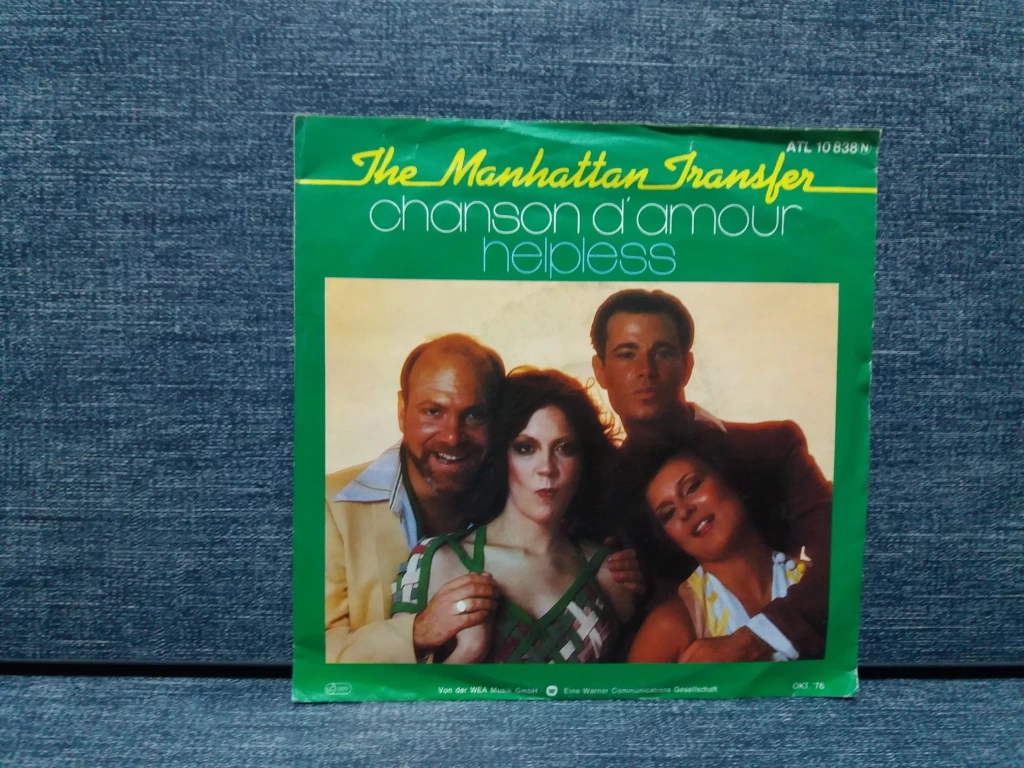 ATL 10 838 N
The Manhattan Transfer
chanson d'amour
helpless
Von der WEA Musik GmbH Eine Warner Communications Gesellschaft OKT. '76